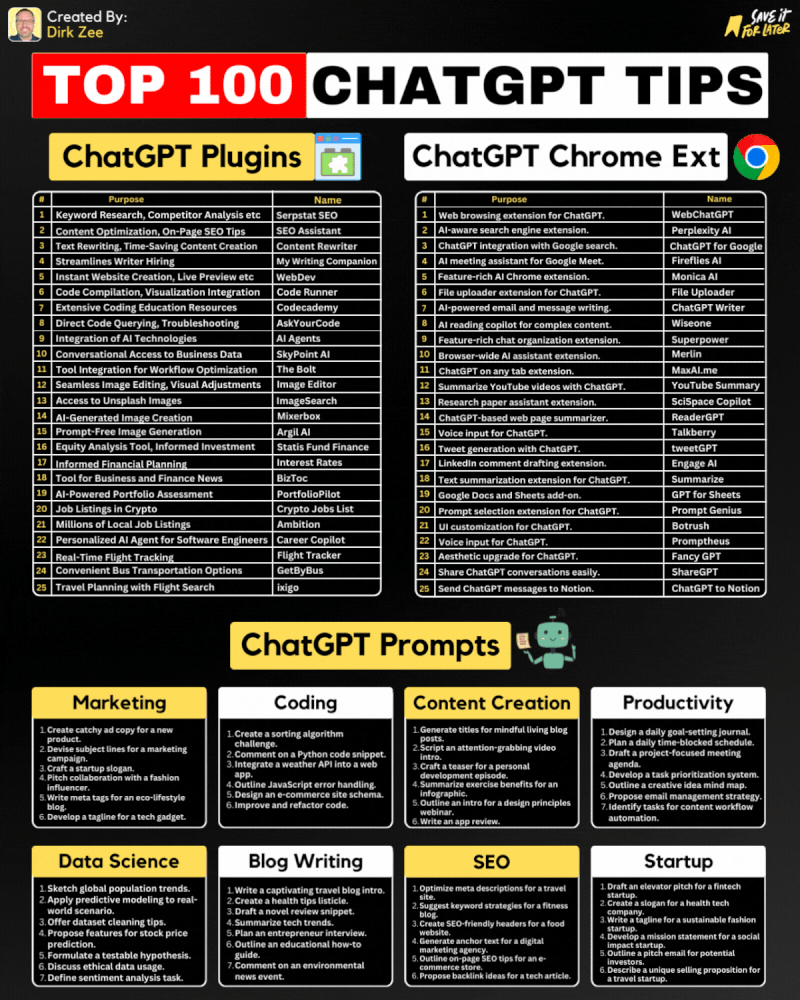 Created By:
Dirk Zee
SAVE IT
FOR LATER
TOP 100 CHATGPT TIPS
ChatGPT Plugins
# Purpose Name
1 Keyword Research, Competitor Analysis etc Serpstat SEO
2 Content Optimization, On-Page SEO Tips SEO Assistant
3 Text Rewriting, Time-Saving Content Creation Content Rewriter
4 Streamlines Writer Hiring My Writing Companion
5 Instant Website Creation, Live Preview etc WebDev
6 Code Compilation, Visualization Integration Code Runner
7 Extensive Coding Education Resources Codecademy
8 Direct Code Querying, Troubleshooting AskYourCode
9 Integration of AI Technologies AI Agents
10 Conversational Access to Business Data SkyPoint AI
11 Tool Integration for Workflow Optimization The Bolt
12 Seamless Image Editing, Visual Adjustments Image Editor
13 Access to Unsplash Images ImageSearch
14 AI-Generated Image Creation Mixerbox
15 Prompt-Free Image Generation Argil AI
16 Equity Analysis Tool, Informed Investment Statis Fund Finance
17 Informed Financial Planning Interest Rates
18 Tool for Business and Finance News BizToc
19 AI-Powered Portfolio Assessment PortfolioPilot
20 Job Listings in Crypto Crypto Jobs List
21 Millions of Local Job Listings Ambition
22 Personalized AI Agent for Software Engineers Career Copilot
23 Real-Time Flight Tracking Flight Tracker
24 Convenient Bus Transportation Options GetByBus
25 Travel Planning with Flight Search ixigo
ChatGPT Chrome Ext
# Purpose Name
1 Web browsing extension for ChatGPT. WebChatGPT
2 AI-aware search engine extension. Perplexity AI
3 ChatGPT integration with Google search. ChatGPT for Google
4 AI meeting assistant for Google Meet. Fireflies AI
5 Feature-rich AI Chrome extension. Monica AI
6 File uploader extension for ChatGPT. File Uploader
7 AI-powered email and message writing. ChatGPT Writer
8 AI reading copilot for complex content. Wiseone
9 Feature-rich chat organization extension. Superpower
10 Browser-wide AI assistant extension. Merlin
11 ChatGPT on any tab extension. MaxAI.me
12 Summarize YouTube videos with ChatGPT. YouTube Summary
13 Research paper assistant extension. SciSpace Copilot
14 ChatGPT-based web page summarizer. ReaderGPT
15 Voice input for ChatGPT. Talkberry
16 Tweet generation with ChatGPT. tweetGPT
17 LinkedIn comment drafting extension. Engage AI
18 Text summarization extension for ChatGPT. Summarize
19 Google Docs and Sheets add-on. GPT for Sheets
20 Prompt selection extension for ChatGPT. Prompt Genius
21 UI customization for ChatGPT. Botrush
22 Voice input for ChatGPT. Promptheus
23 Aesthetic upgrade for ChatGPT. Fancy GPT
24 Share ChatGPT conversations easily. ShareGPT
25 Send ChatGPT messages to Notion. ChatGPT to Notion
ChatGPT Prompts
Marketing
1. Create catchy ad copy for a new
product.
2. Devise subject lines for a marketing
campaign.
3. Craft a startup slogan.
4. Pitch collaboration with a fashion
influencer.
5. Write meta tags for an eco-lifestyle
blog.
6. Develop a tagline for a tech gadget.
Coding
1. Create a sorting algorithm
challenge.
2. Comment on a Python code snippet.
3. Integrate a weather API into a web
app.
4. Outline JavaScript error handling.
5. Design an e-commerce site schema.
6. Improve and refactor code.
Content Creation
1. Generate titles for mindful living blog
posts.
2. Script an attention-grabbing video
intro.
3. Craft a teaser for a personal
development episode.
4. Summarize exercise benefits for an
infographic.
5. Outline an intro for a design principles
webinar.
6. Write an app review.
Productivity
1. Design a daily goal-setting journal.
2. Plan a daily time-blocked schedule.
3. Draft a project-focused meeting
agenda.
4. Develop a task prioritization system.
5. Outline a creative idea mind map.
6. Propose email management strategy.
7. Identify tasks for content workflow
automation.
Data Science
1. Sketch global population trends.
2. Apply predictive modeling to real-
world scenario.
3. Offer dataset cleaning tips.
4. Propose features for stock price
prediction.
5. Formulate a testable hypothesis.
6. Discuss ethical data usage.
7. Define sentiment analysis task.
Blog Writing
1. Write a captivating travel blog intro.
2. Create a health tips listicle.
3. Draft a novel review snippet.
4. Summarize tech trends.
5. Plan an entrepreneur interview.
6. Outline an educational how-to
guide.
7. Comment on an environmental
news event.
SEO
1. Optimize meta descriptions for a travel
site.
2. Suggest keyword strategies for a fitness
blog.
3. Create SEO-friendly headers for a food
website.
4. Generate anchor text for a digital
marketing agency.
5. Outline on-page SEO tips for an e-
commerce store.
6. Propose backlink ideas for a tech article.
Startup
1. Draft an elevator pitch for a fintech
startup.
2. Create a slogan for a health tech
company.
3. Write a tagline for a sustainable fashion
startup.
4. Develop a mission statement for a social
impact startup.
5. Outline a pitch email for potential
investors.
6. Describe a unique selling proposition for
a travel startup.